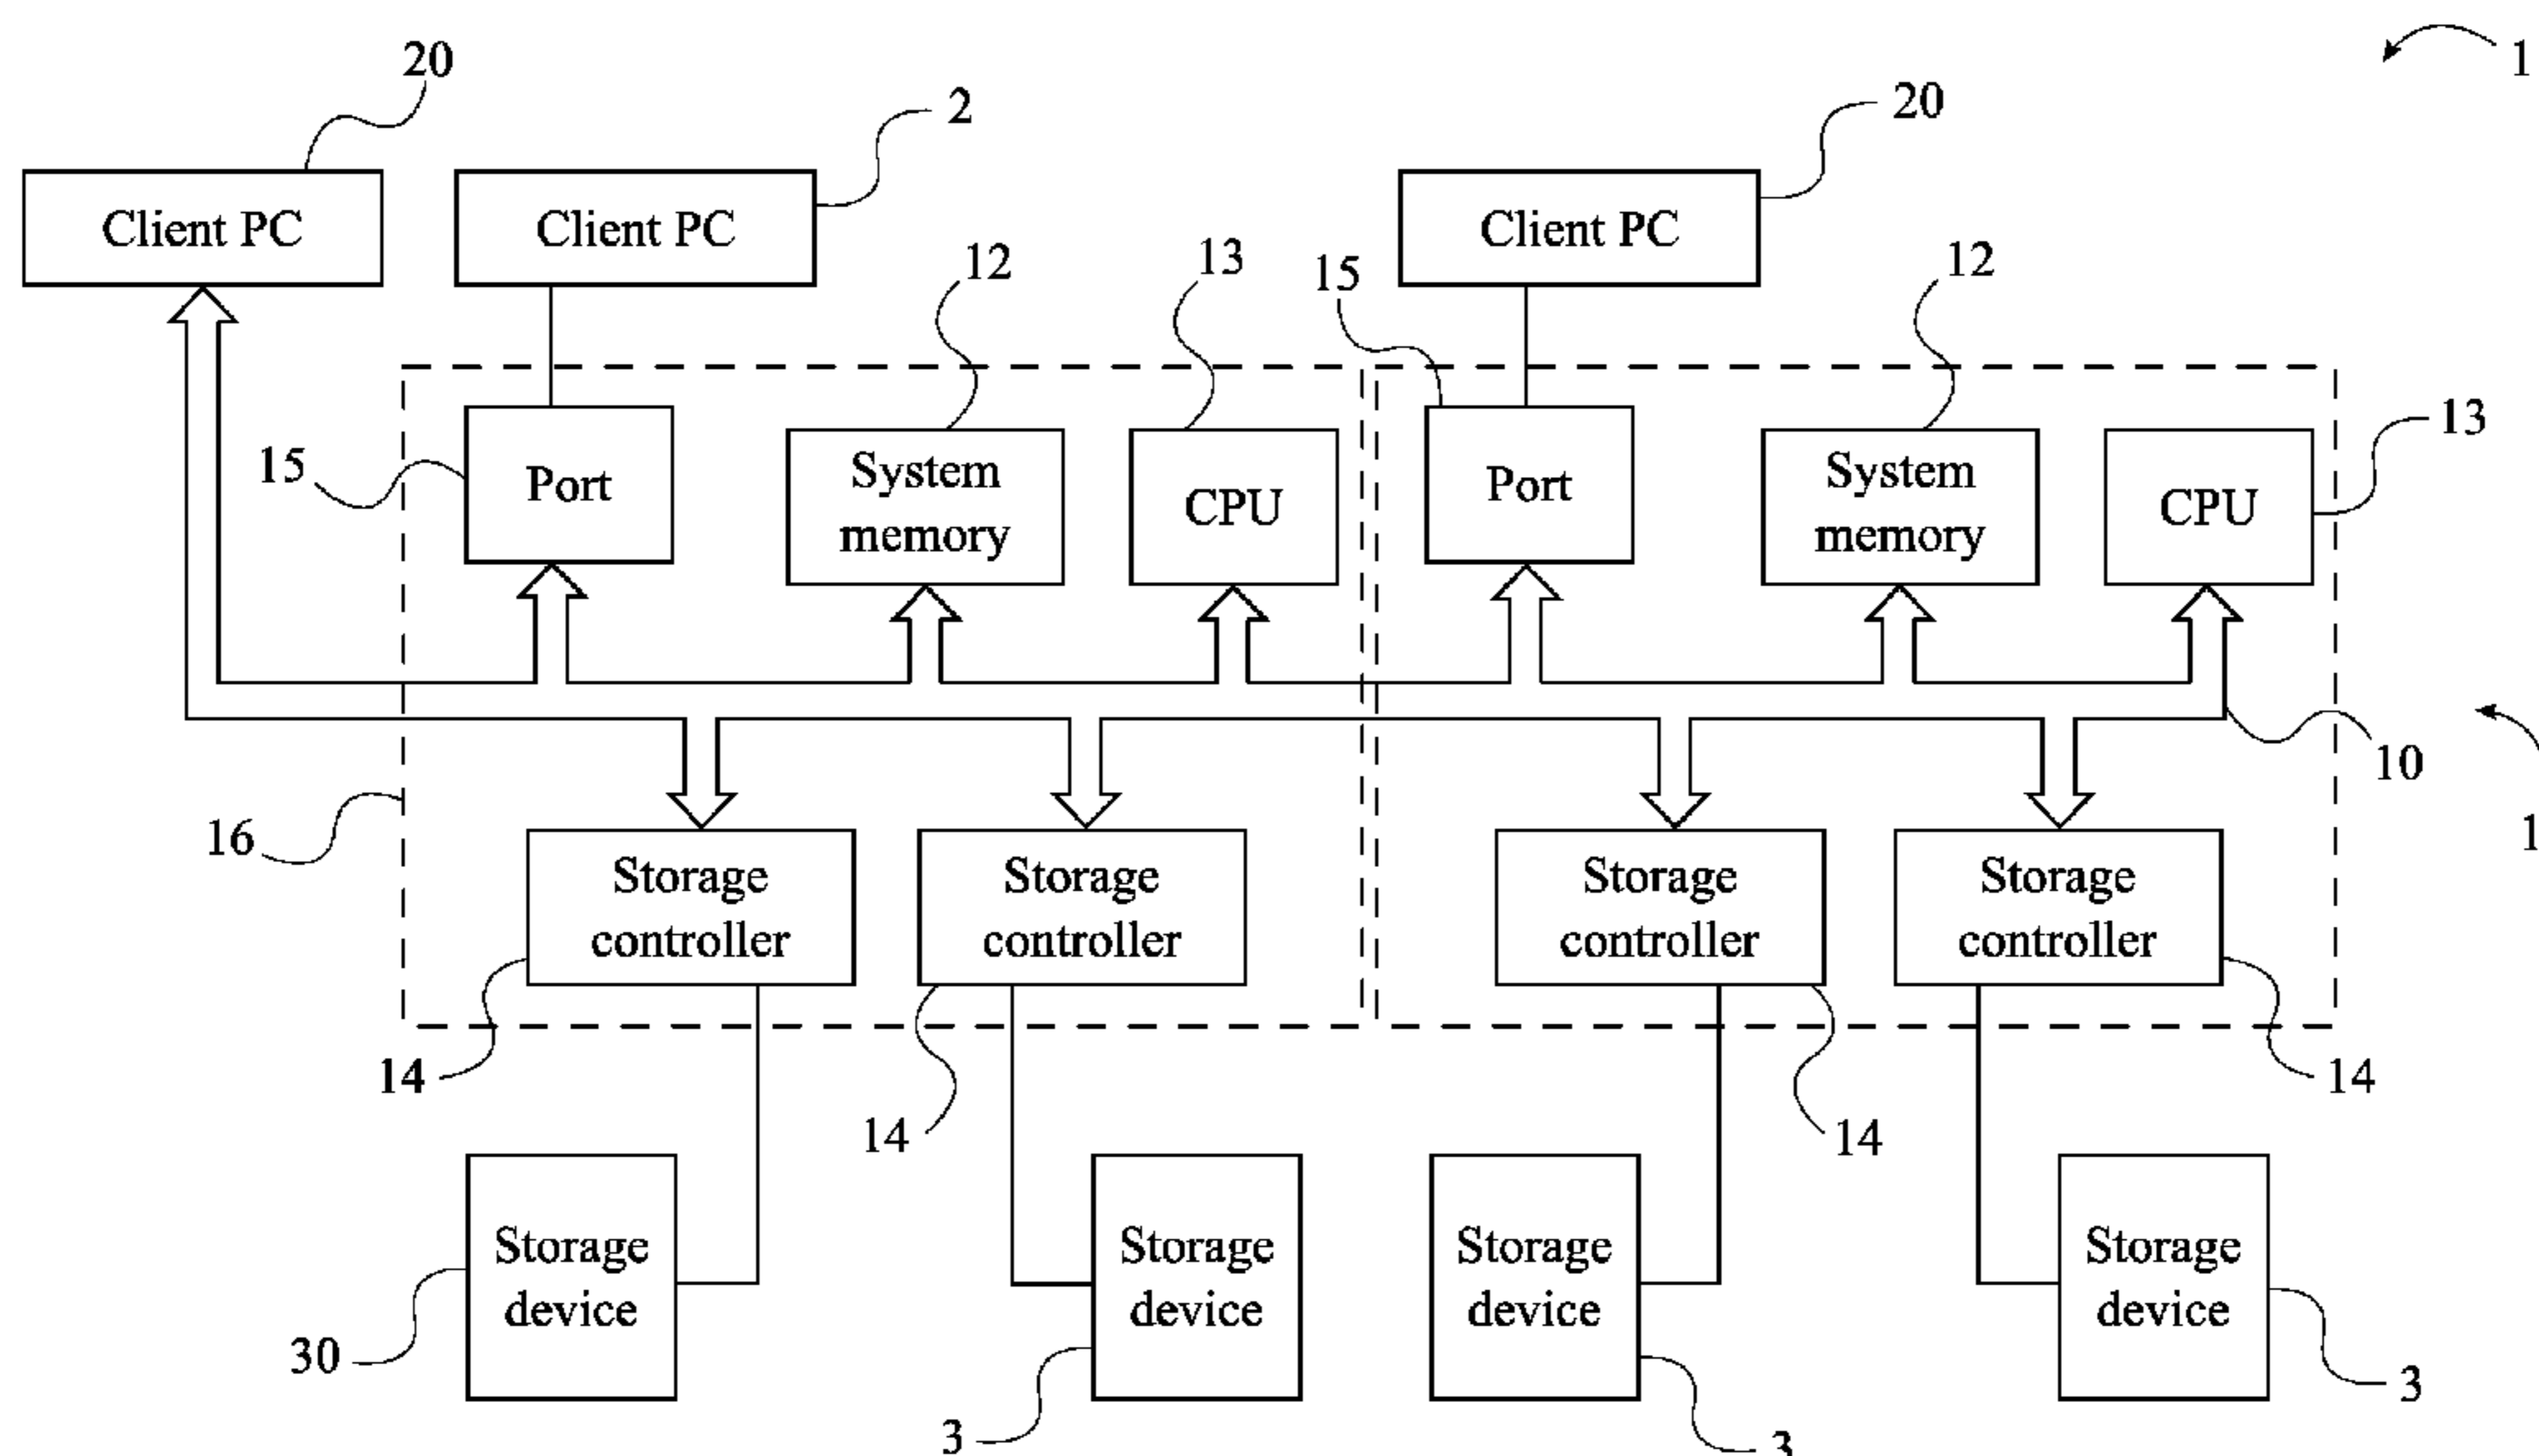 1
20
2
20
Client PC
Client PC
Client PC
12
13
15
12
13
15
Port
System
memory
CPU
Port
System
memory
CPU
10
1
16
Storage
controller
Storage
controller
Storage
controller
Storage
controller
14
14
14
14
Storage
device
Storage
device
Storage
device
Storage
device
30
3
3
3